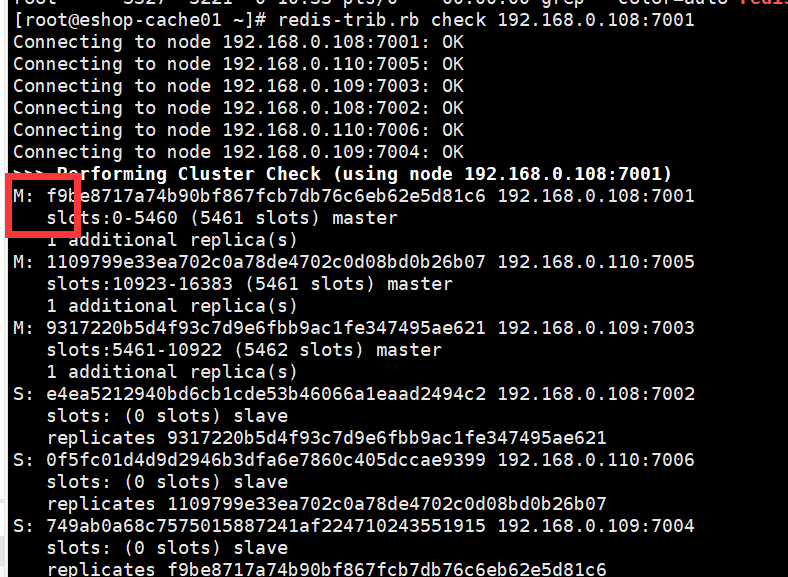 [root@eshop-cache01 ~]# redis-trib.rb check 192.168.0.108:7001
Connecting to node 192.168.0.108:7001: OK
Connecting to node 192.168.0.110:7005: OK
Connecting to node 192.168.0.109:7003: OK
Connecting to node 192.168.0.108:7002: OK
Connecting to node 192.168.0.110:7006: OK
Connecting to node 192.168.0.109:7004: OK
>>> Performing Cluster Check (using node 192.168.0.108:7001)
M: f9be8717a74b90bf867fcb7db76c6eb62e5d81c6 192.168.0.108:7001
slots:0-5460 (5461 slots) master
1 additional replica(s)
M: 1109799e33ea702c0a78de4702c0d08bd0b26b07 192.168.0.110:7005
slots:10923-16383 (5461 slots) master
1 additional replica(s)
M: 9317220b5d4f93c7d9e6fbb9ac1fe347495ae621 192.168.0.109:7003
slots:5461-10922 (5462 slots) master
1 additional replica(s)
S: e4ea5212940bd6cb1cde53b46066a1eaad2494c2 192.168.0.108:7002
slots: (0 slots) slave
replicates 9317220b5d4f93c7d9e6fbb9ac1fe347495ae621
S: 0f5fc01d4d9d2946b3dfa6e7860c405dccae9399 192.168.0.110:7006
slots: (0 slots) slave
replicates 1109799e33ea702c0a78de4702c0d08bd0b26b07
S: 749ab0a68c7575015887241af224710243551915 192.168.0.109:7004
slots: (0 slots) slave
replicates f9be8717a74b90bf867fcb7db76c6eb62e5d81c6